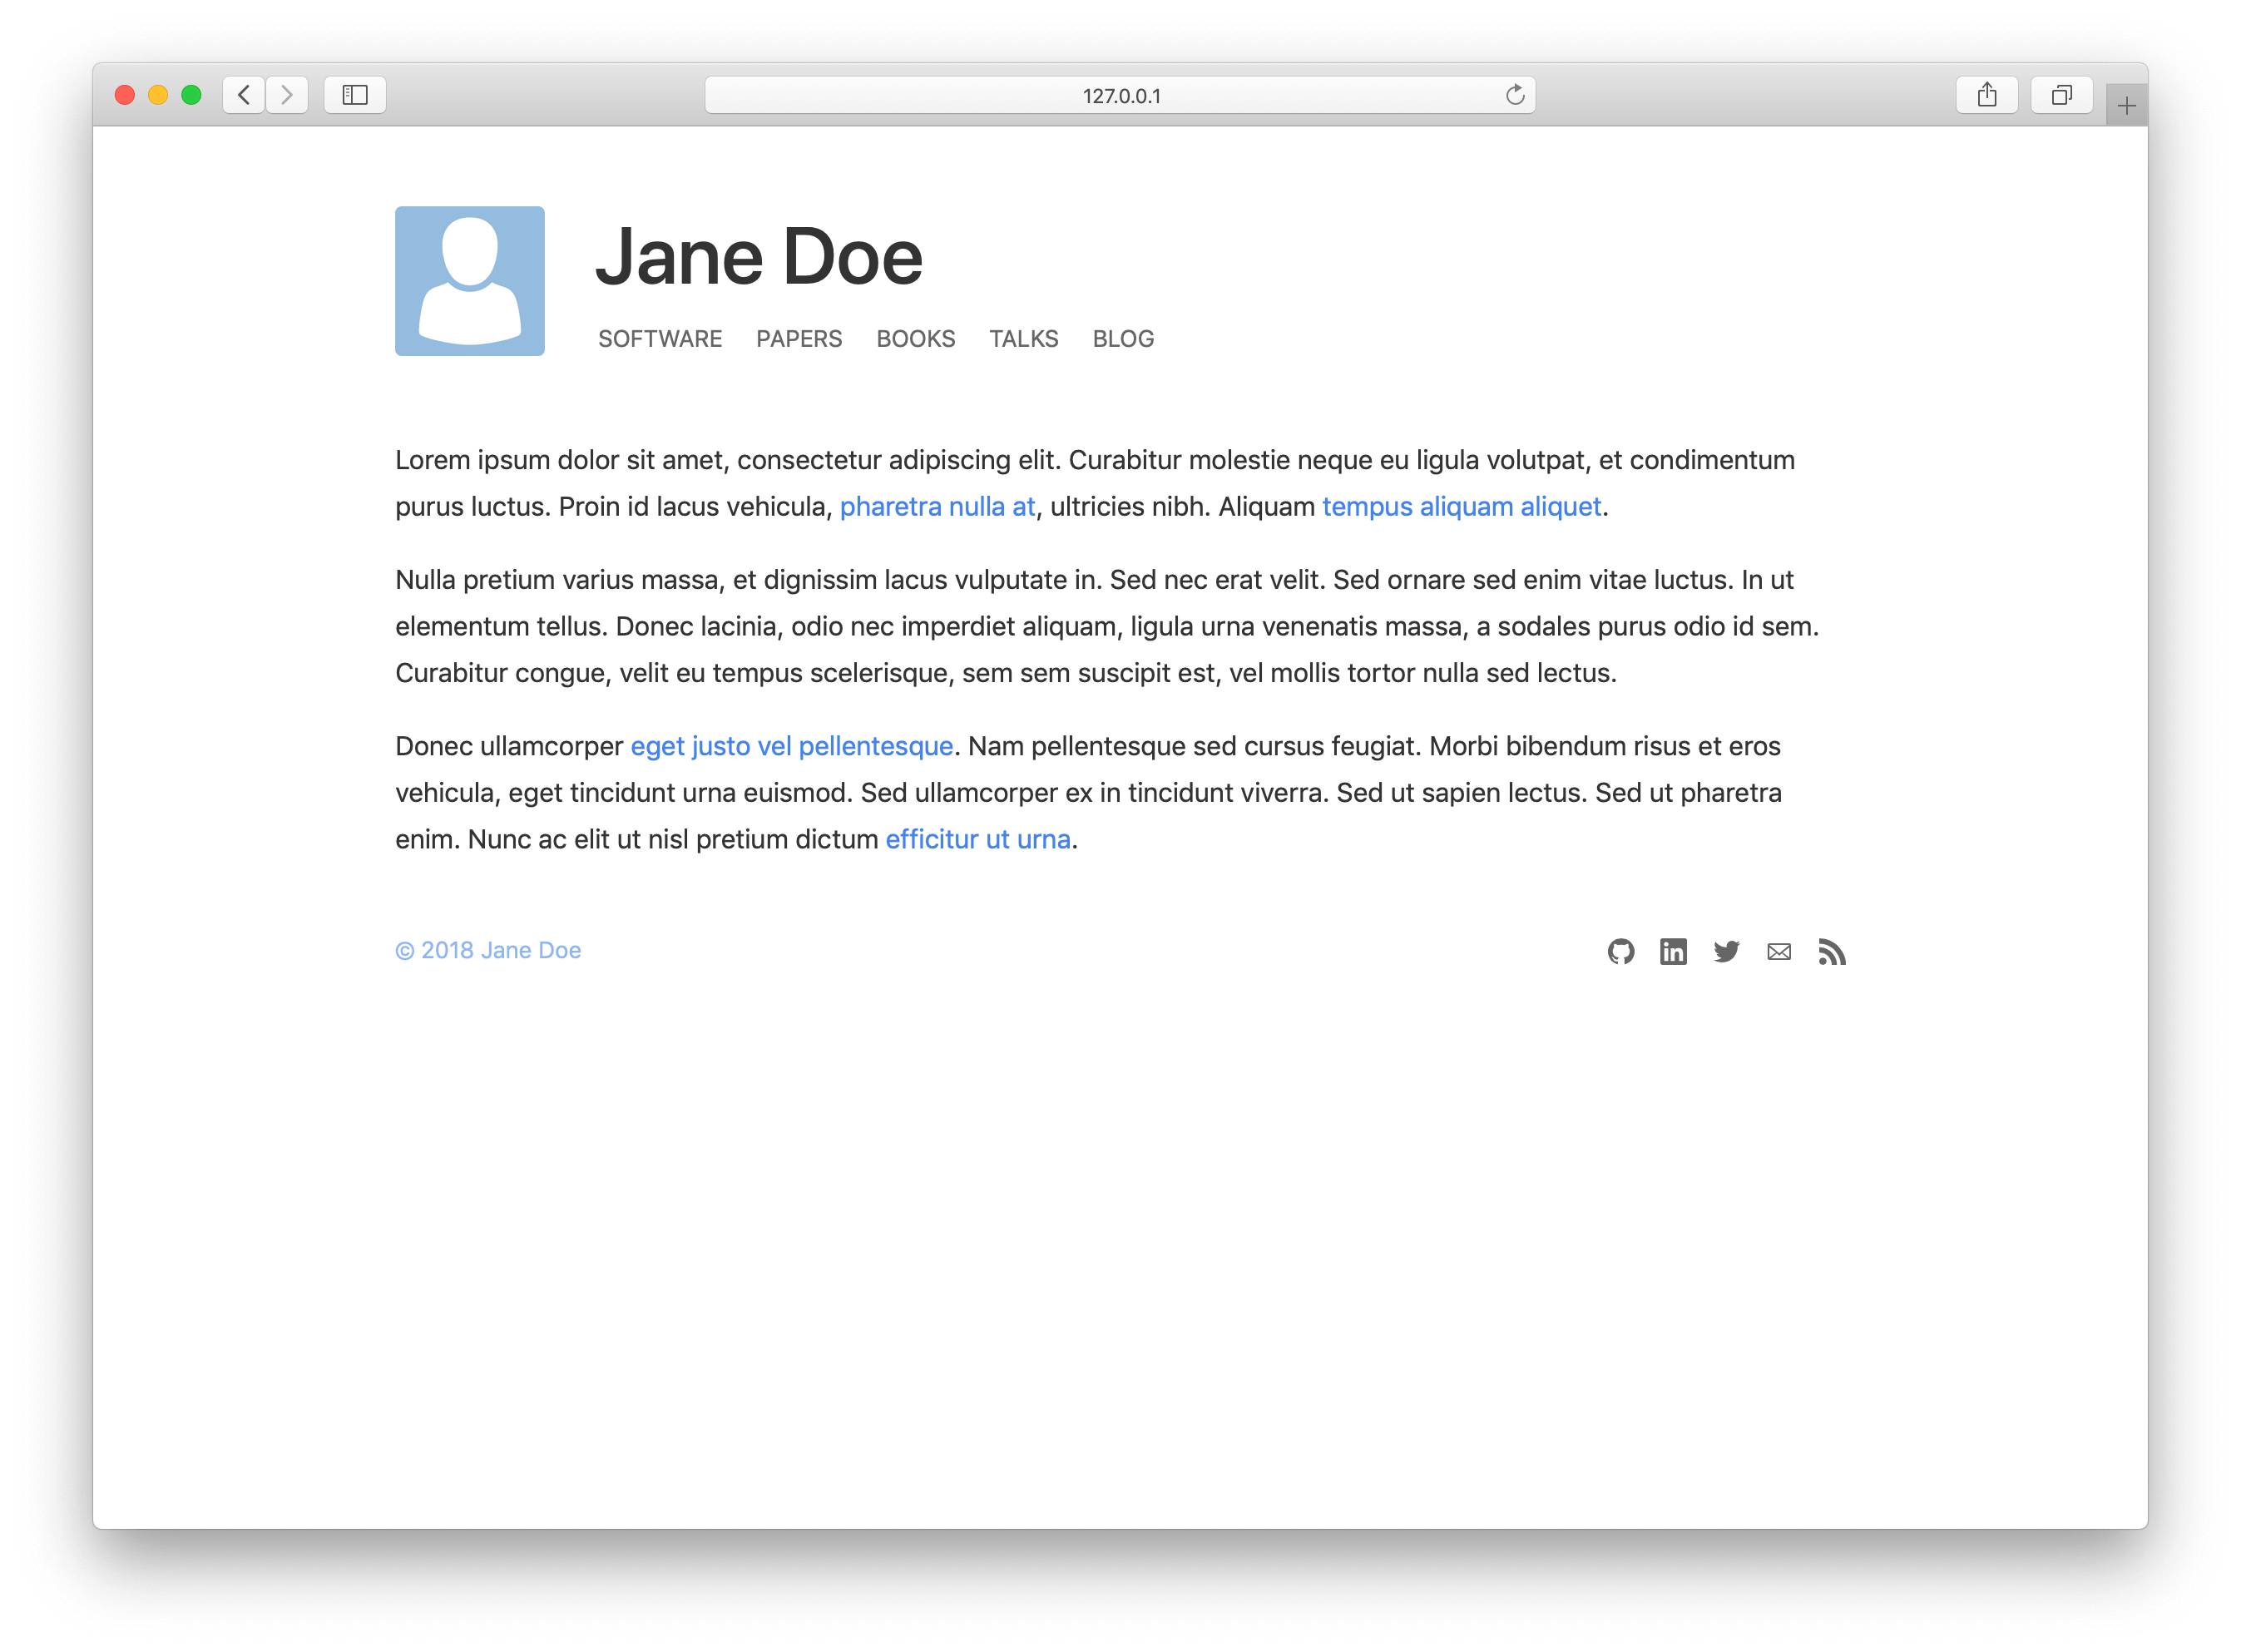 127.0.0.1
Jane Doe
SOFTWARE PAPERS BOOKS TALKS BLOG
Lorem ipsum dolor sit amet, consectetur adipiscing elit. Curabitur molestie neque eu ligula volutpat, et condimentum
purus luctus. Proin id lacus vehicula, pharetra nulla at, ultricies nibh. Aliquam tempus aliquam aliquet.
Nulla pretium varius massa, et dignissim lacus vulputate in. Sed nec erat velit. Sed ornare sed enim vitae luctus. In ut
elementum tellus. Donec lacinia, odio nec imperdiet aliquam, ligula urna venenatis massa, a sodales purus odio id sem.
Curabitur congue, velit eu tempus scelerisque, sem sem suscipit est, vel mollis tortor nulla sed lectus.
Donec ullamcorper eget justo vel pellentesque. Nam pellentesque sed cursus feugiat. Morbi bibendum risus et eros
vehicula, eget tincidunt urna euismod. Sed ullamcorper ex in tincidunt viverra. Sed ut sapien lectus. Sed ut pharetra
enim. Nunc ac elit ut nisl pretium dictum efficitur ut urna.
© 2018 Jane Doe
in